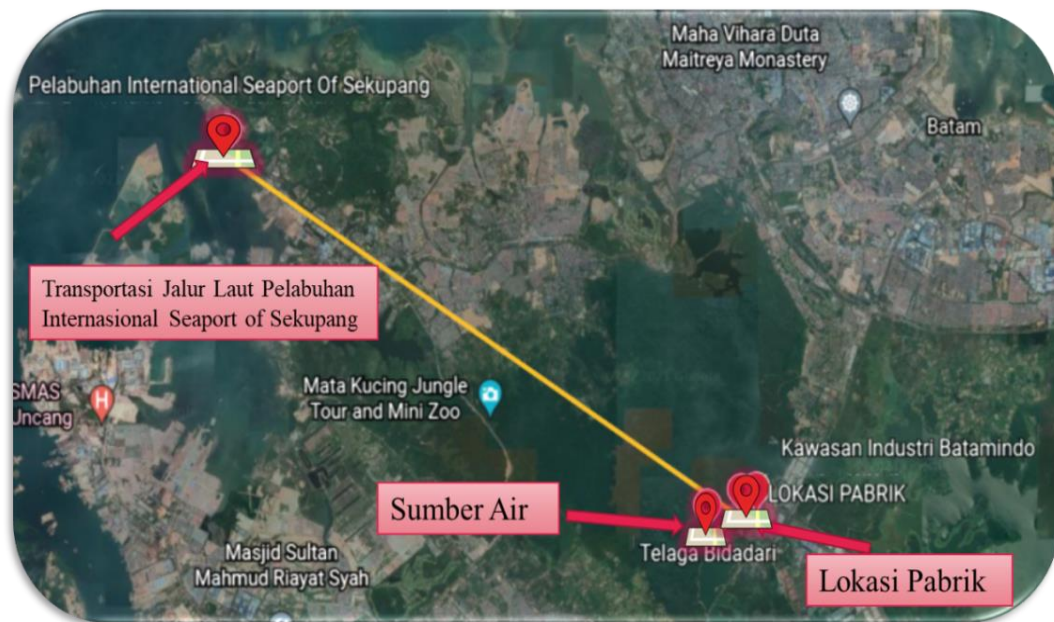 Maha Vihara Duta
Maitreya Monastery
Pelabuhan International Seaport Of Sekupang
Batam
Transportasi Jalur Laut Pelabuhan
Internasional Seaport of Sekupang
SMAS
Uncang
H
Mata Kucing Jungle
Tour and Mini Zoo
Kawasan Industri Batamindo
LOKASI PABRIK
Sumber Air
Telaga Bidadari
Masjid Sultan
Mahmud Riayat Syah
Lokasi Pabrik